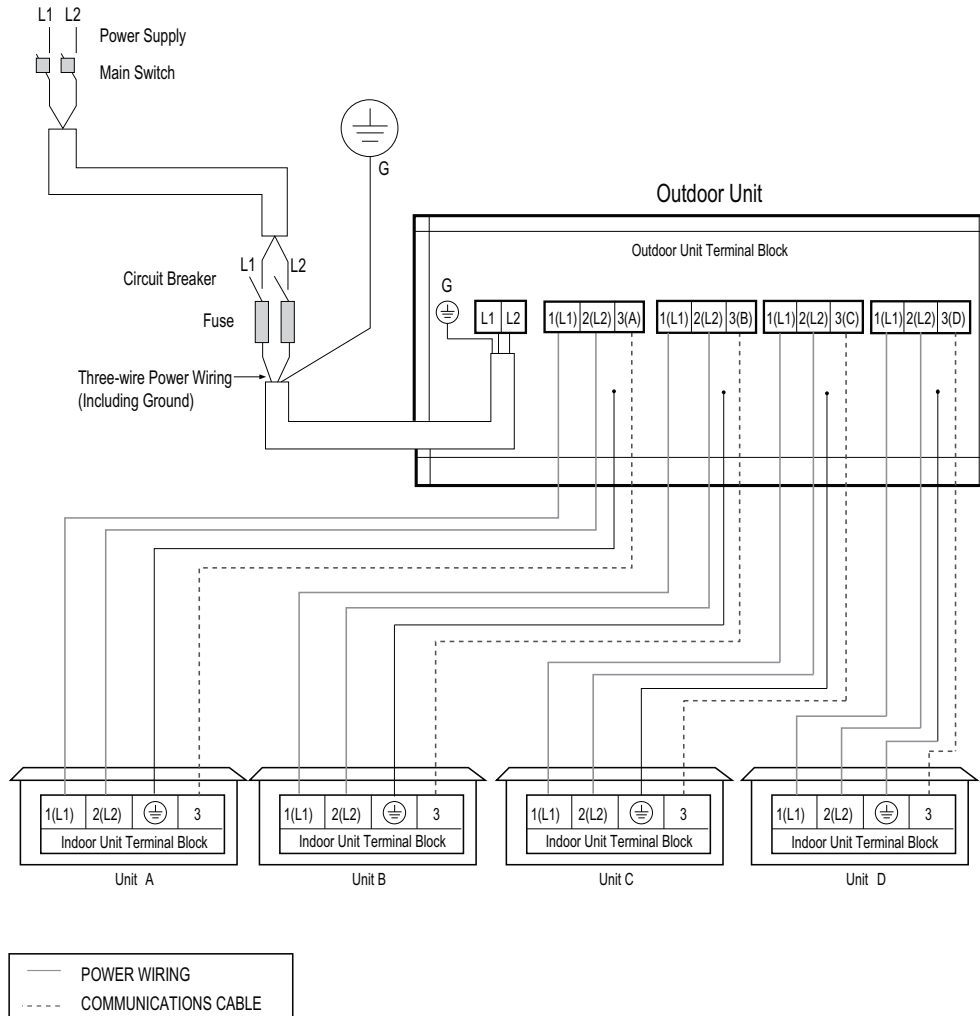 L1 L2
Power Supply
Main Switch
G
Outdoor Unit
Outdoor Unit Terminal Block
Circuit Breaker
L1 L2
Fuse
Three-wire Power Wiring
(Including Ground)
G
L1 L2
1(L1) 2(L2) 3(A)
1(L1) 2(L2) 3(B)
1(L1) 2(L2) 3(C)
1(L1) 2(L2) 3(D)
1(L1) 2(L2) 3
Indoor Unit Terminal Block
Unit A
1(L1) 2(L2) 3
Indoor Unit Terminal Block
Unit B
1(L1) 2(L2) 3
Indoor Unit Terminal Block
Unit C
1(L1) 2(L2) 3
Indoor Unit Terminal Block
Unit D
POWER WIRING
COMMUNICATIONS CABLE